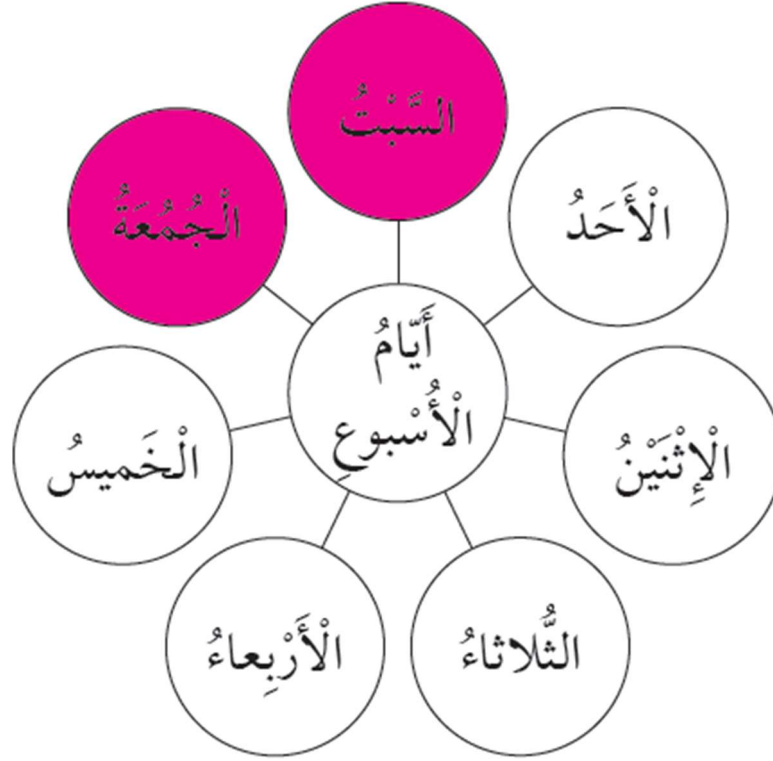 أَيَّامُ
الْأُسْبوعِ
السَّبْتُ
الْأَحَدُ
الْإِثْنَيْنُ
الثُّلاثاءُ
الْأَرْبِعاءُ
الْخَميسُ
الْجُمُعَةُ